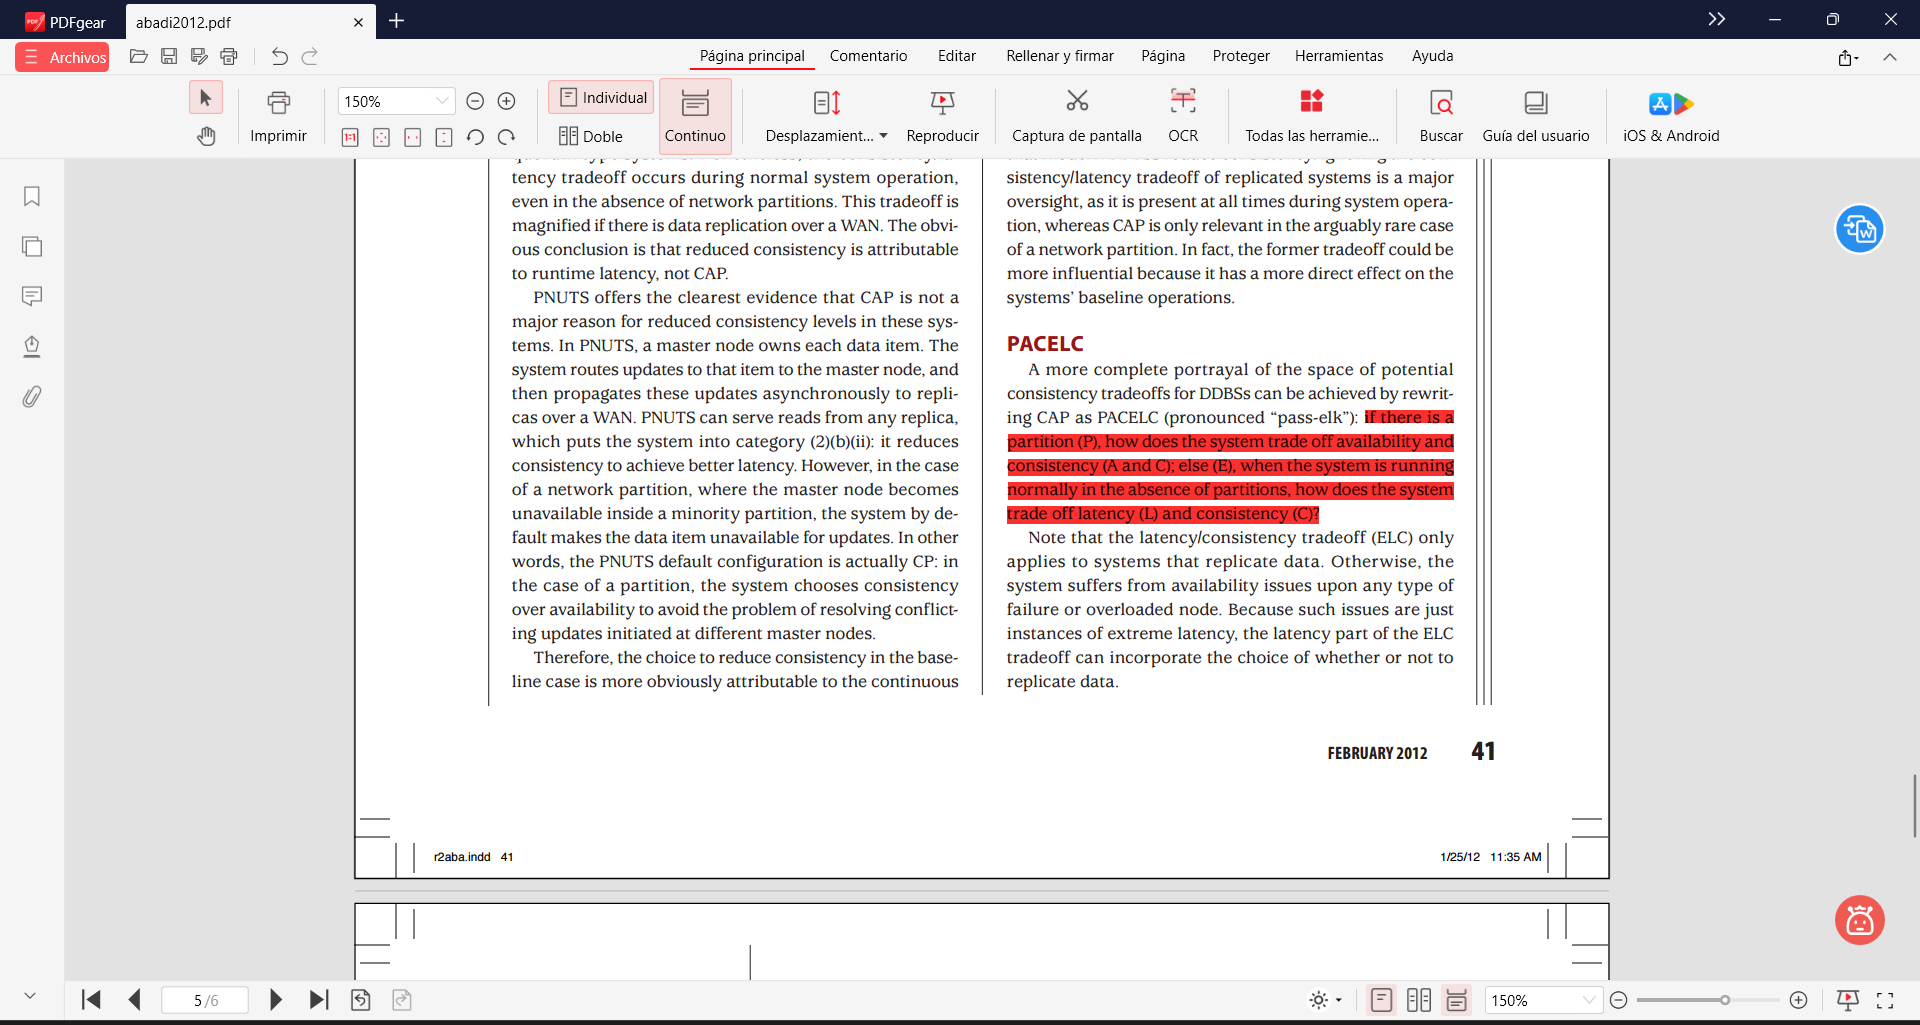 PDFgear
abadi2012.pdf
Archivos
Página principal
Comentario
Editar
Rellenar y firmar
Página
Proteger
Herramientas
Ayuda
Imprimir
150%
1:1
Individual
Doble
Continuo
Desplazamient...
Reproducir
Captura de pantalla
OCR
Todas las herramie...
Buscar
Guía del usuario
iOS & Android
tency tradeoff occurs during normal system operation,
even in the absence of network partitions. This tradeoff is
magnified if there is data replication over a WAN. The obvi-
ous conclusion is that reduced consistency is attributable
to runtime latency, not CAP.
PNUTS offers the clearest evidence that CAP is not a
major reason for reduced consistency levels in these sys-
tems. In PNUTS, a master node owns each data item. The
system routes updates to that item to the master node, and
then propagates these updates asynchronously to repli-
cas over a WAN. PNUTS can serve reads from any replica,
which puts the system into category (2)(b)(ii): it reduces
consistency to achieve better latency. However, in the case
of a network partition, where the master node becomes
unavailable inside a minority partition, the system by de-
fault makes the data item unavailable for updates. In other
words, the PNUTS default configuration is actually CP: in
the case of a partition, the system chooses consistency
over availability to avoid the problem of resolving conflict-
ing updates initiated at different master nodes.
Therefore, the choice to reduce consistency in the base-
line case is more obviously attributable to the continuous
sistency/latency tradeoff of replicated systems is a major
oversight, as it is present at all times during system opera-
tion, whereas CAP is only relevant in the arguably rare case
of a network partition. In fact, the former tradeoff could be
more influential because it has a more direct effect on the
systems' baseline operations.
PACELC
A more complete portrayal of the space of potential
consistency tradeoffs for DDBSs can be achieved by rewrit-
ing CAP as PACELC (pronounced “pass-elk”): if there is a
partition (P), how does the system trade off availability and
consistency (A and C); else (E), when the system is running
normally in the absence of partitions, how does the system
trade off latency (L) and consistency (C)?
Note that the latency/consistency tradeoff (ELC) only
applies to systems that replicate data. Otherwise, the
system suffers from availability issues upon any type of
failure or overloaded node. Because such issues are just
instances of extreme latency, the latency part of the ELC
tradeoff can incorporate the choice of whether or not to
replicate data.
FEBRUARY 2012 41
r2aba.indd 41
1/25/12 11:35 AM
5 /6
150%